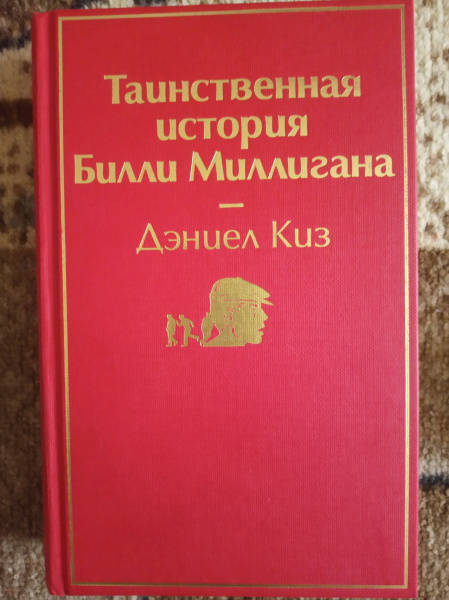 Таинственная
история
Билли Миллигана
–
Дэниел Киз